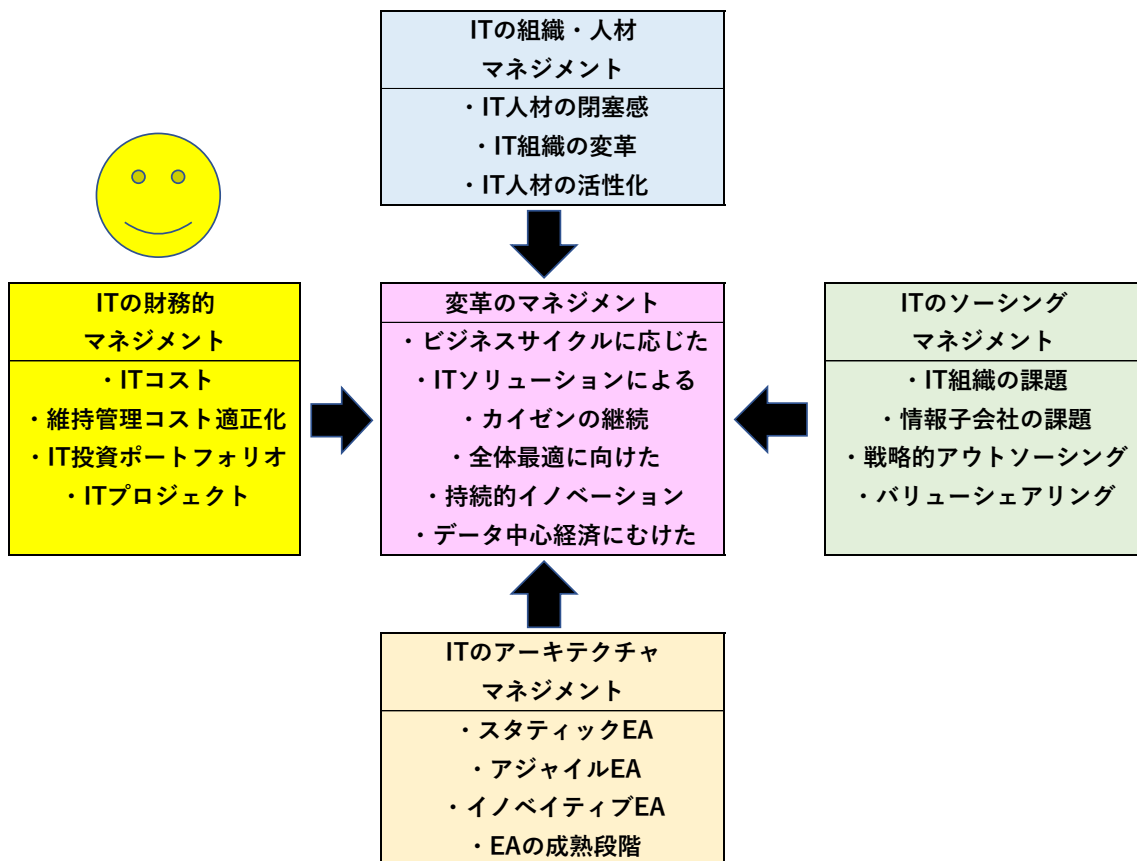 ITの組織・人材
マネジメント
・IT人材の閉塞感
・IT組織の変革
・IT人材の活性化
ITの財務的
マネジメント
・ITコスト
・維持管理コスト適正化
・IT投資ポートフォリオ
・ITプロジェクト
変革のマネジメント
・ビジネスサイクルに応じた
・ITソリューションによる
・カイゼンの継続
・全体最適に向けた
・持続的イノベーション
・データ中心経済にむけた
ITのソーシング
マネジメント
・IT組織の課題
・情報子会社の課題
・戦略的アウトソーシング
・バリューシェアリング
ITのアーキテクチャ
マネジメント
・スタティックEA
・アジャイルEA
・イノベイティブEA
・EAの成熟段階